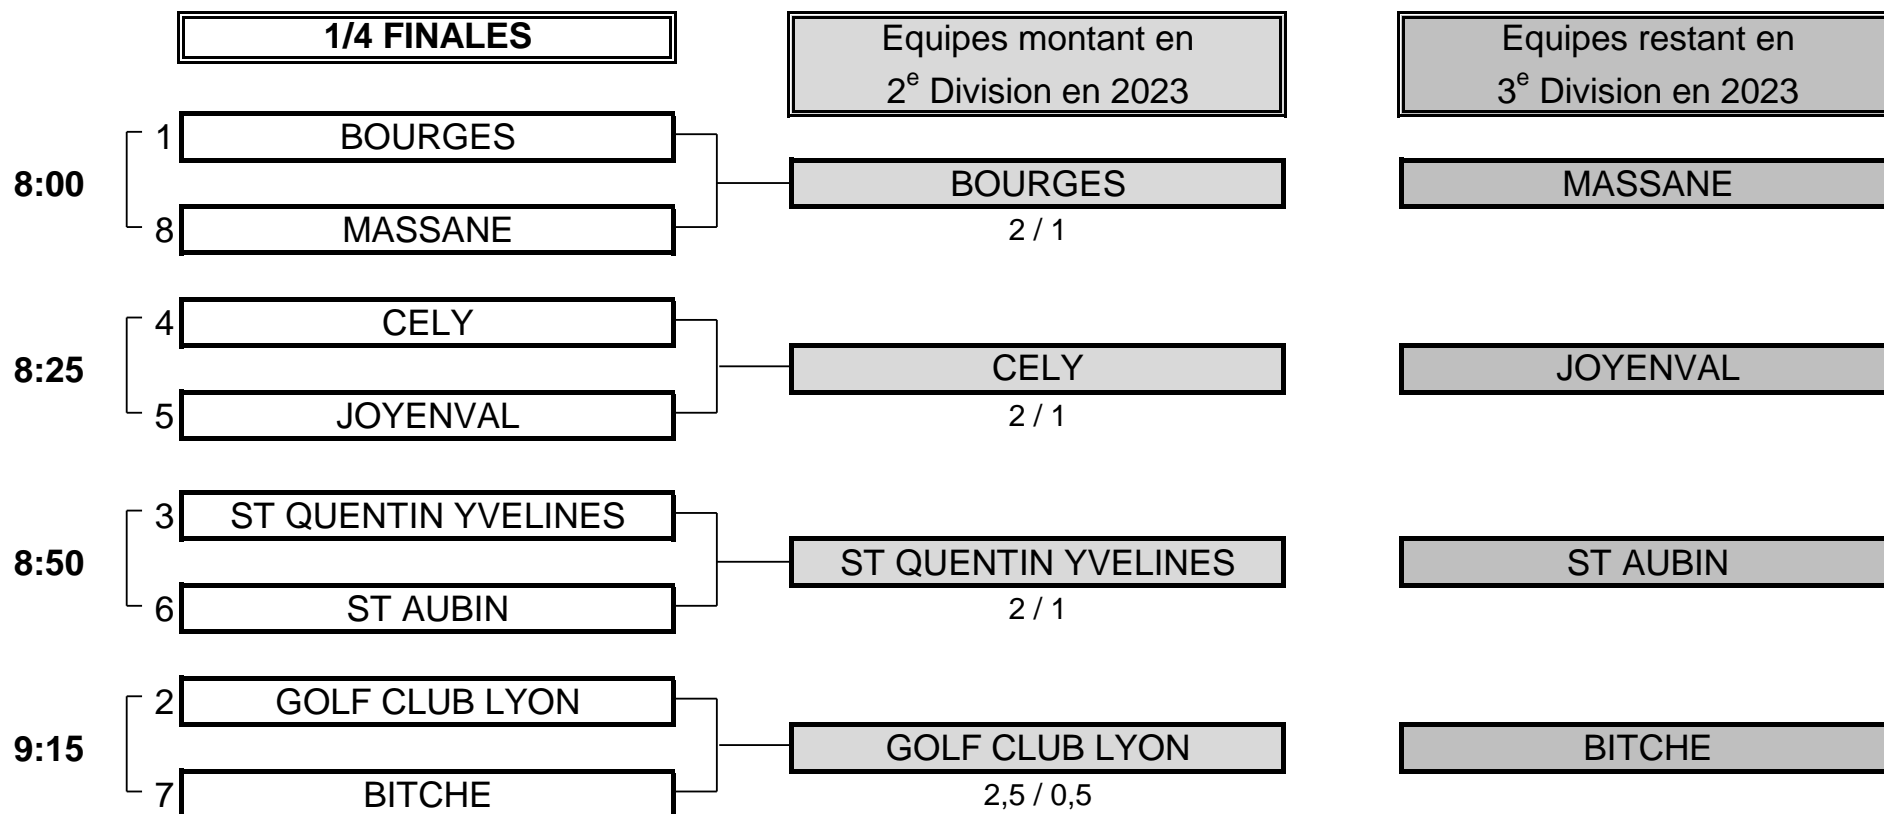 1/4 FINALES
Equipes montant en
2e Division en 2023
Equipes restant en
3e Division en 2023
8:00
1 BOURGES
8 MASSANE
BOURGES
2 / 1
MASSANE
8:25
4 CELY
5 JOYENVAL
CELY
2 / 1
JOYENVAL
8:50
3 ST QUENTIN YVELINES
6 ST AUBIN
ST QUENTIN YVELINES
2 / 1
ST AUBIN
9:15
2 GOLF CLUB LYON
7 BITCHE
GOLF CLUB LYON
2,5 / 0,5
BITCHE